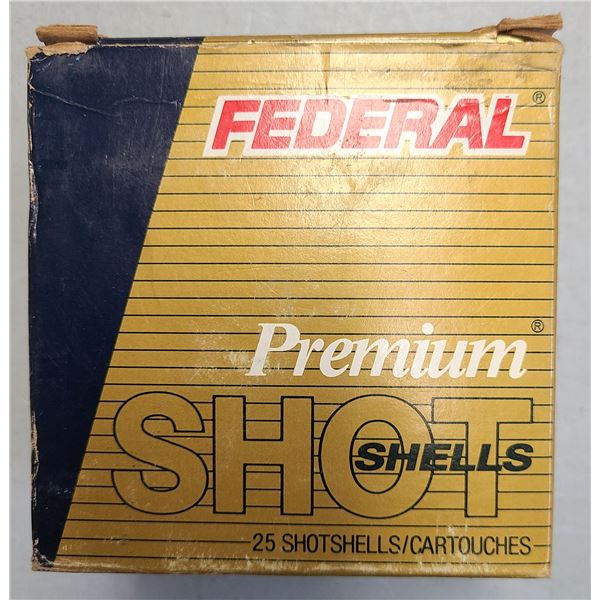 FEDERAL®
Premium®
SHOT
SHELLS
25 SHOTSHELLS/CARTOUCHES